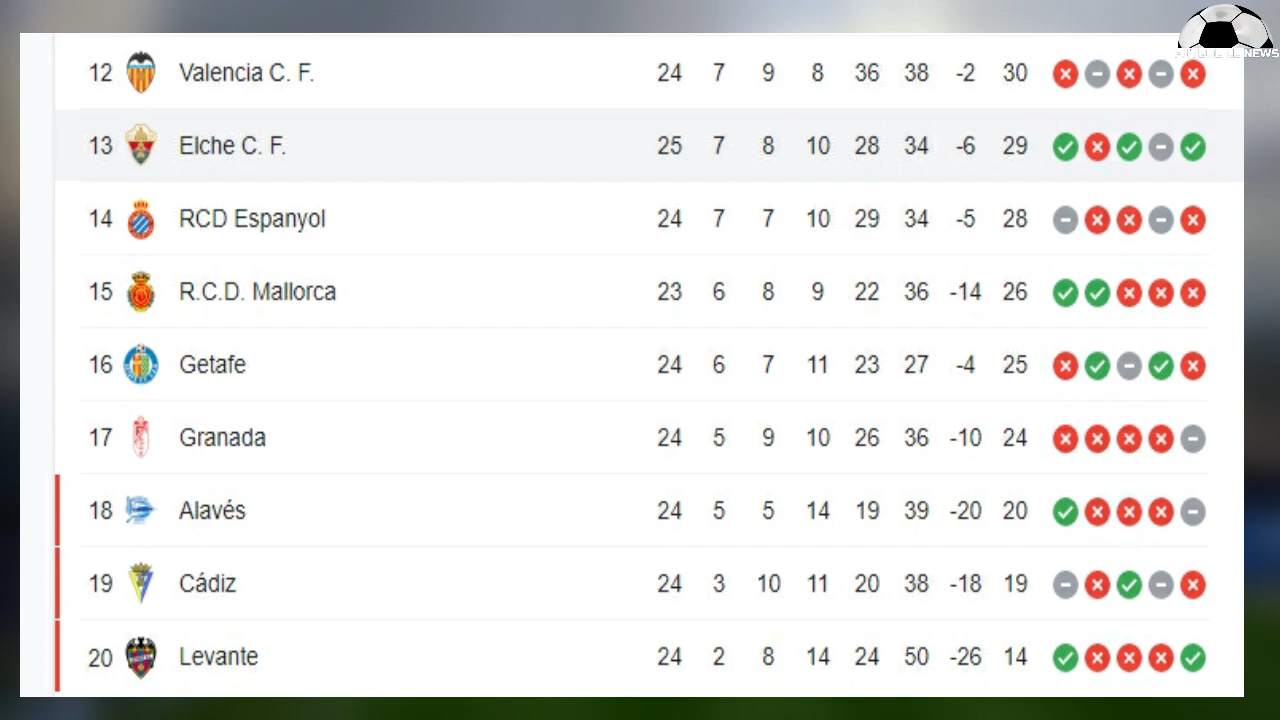 12 Valencia C. F. 24 7 9 8 36 38 -2 30
13 Elche C. F. 25 7 8 10 28 34 -6 29
14 RCD Espanyol 24 7 7 10 29 34 -5 28
15 R.C.D. Mallorca 23 6 8 9 22 36 -14 26
16 Getafe 24 6 7 11 23 27 -4 25
17 Granada 24 5 9 10 26 36 -10 24
18 Alavés 24 5 5 14 19 39 -20 20
19 Cádiz 24 3 10 11 20 38 -18 19
20 Levante 24 2 8 14 24 50 -26 14